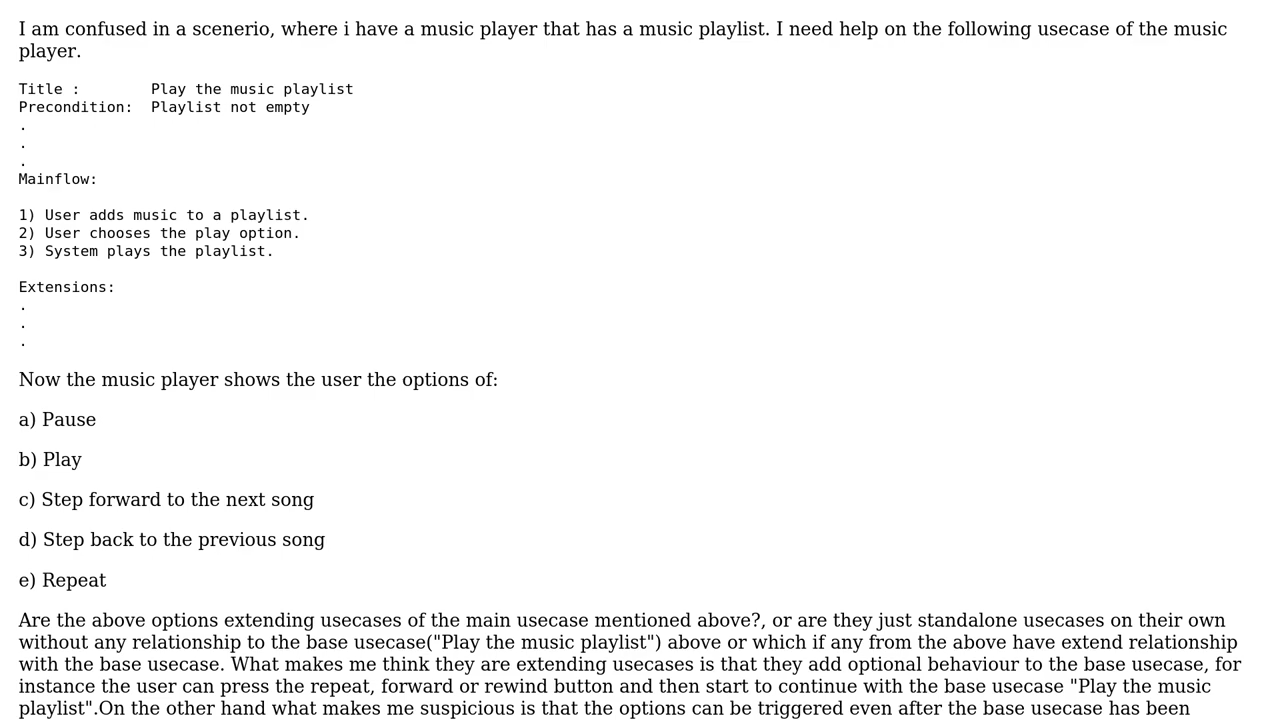 I am confused in a scenerio, where i have a music player that has a music playlist. I need help on the following usecase of the music
player.
Title :        Play the music playlist
Precondition:  Playlist not empty
.
.
.
Mainflow:
1) User adds music to a playlist.
2) User chooses the play option.
3) System plays the playlist.
Extensions:
.
.
.
Now the music player shows the user the options of:
a) Pause
b) Play
c) Step forward to the next song
d) Step back to the previous song
e) Repeat
Are the above options extending usecases of the main usecase mentioned above?, or are they just standalone usecases on their own
without any relationship to the base usecase("Play the music playlist") above or which if any from the above have extend relationship
with the base usecase. What makes me think they are extending usecases is that they add optional behaviour to the base usecase, for
instance the user can press the repeat, forward or rewind button and then start to continue with the base usecase "Play the music
playlist".On the other hand what makes me suspicious is that the options can be triggered even after the base usecase has been